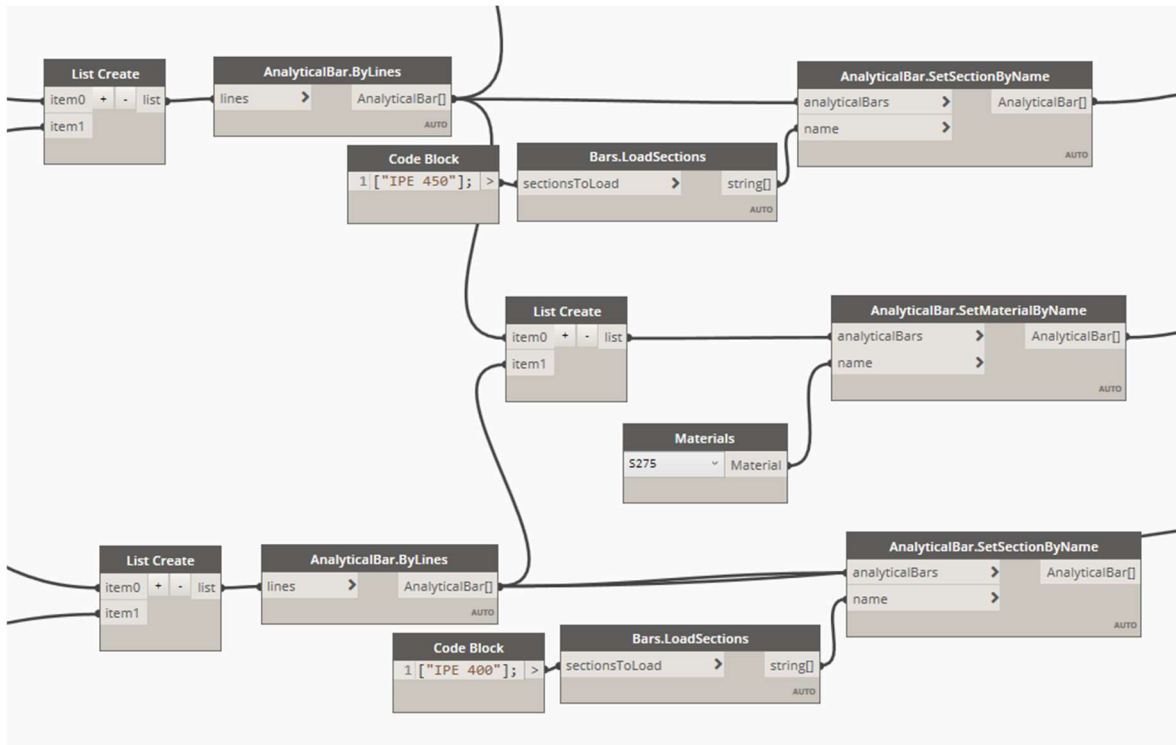 List Create
item0 + - list
item1
AnalyticalBar.ByLines
lines > AnalyticalBar[]
AUTO
Code Block
1 ["IPE 450"]; >
Bars.LoadSections
sectionsToLoad > string[]
AUTO
AnalyticalBar.SetSectionByName
analyticalBars > AnalyticalBar[]
name >
AUTO
List Create
item0 + - list
item1
AnalyticalBar.SetMaterialByName
analyticalBars > AnalyticalBar[]
name >
AUTO
Materials
S275 Material
List Create
item0 + - list
item1
AnalyticalBar.ByLines
lines > AnalyticalBar[]
AUTO
Code Block
1 ["IPE 400"]; >
Bars.LoadSections
sectionsToLoad > string[]
AUTO
AnalyticalBar.SetSectionByName
analyticalBars > AnalyticalBar[]
name >
AUTO